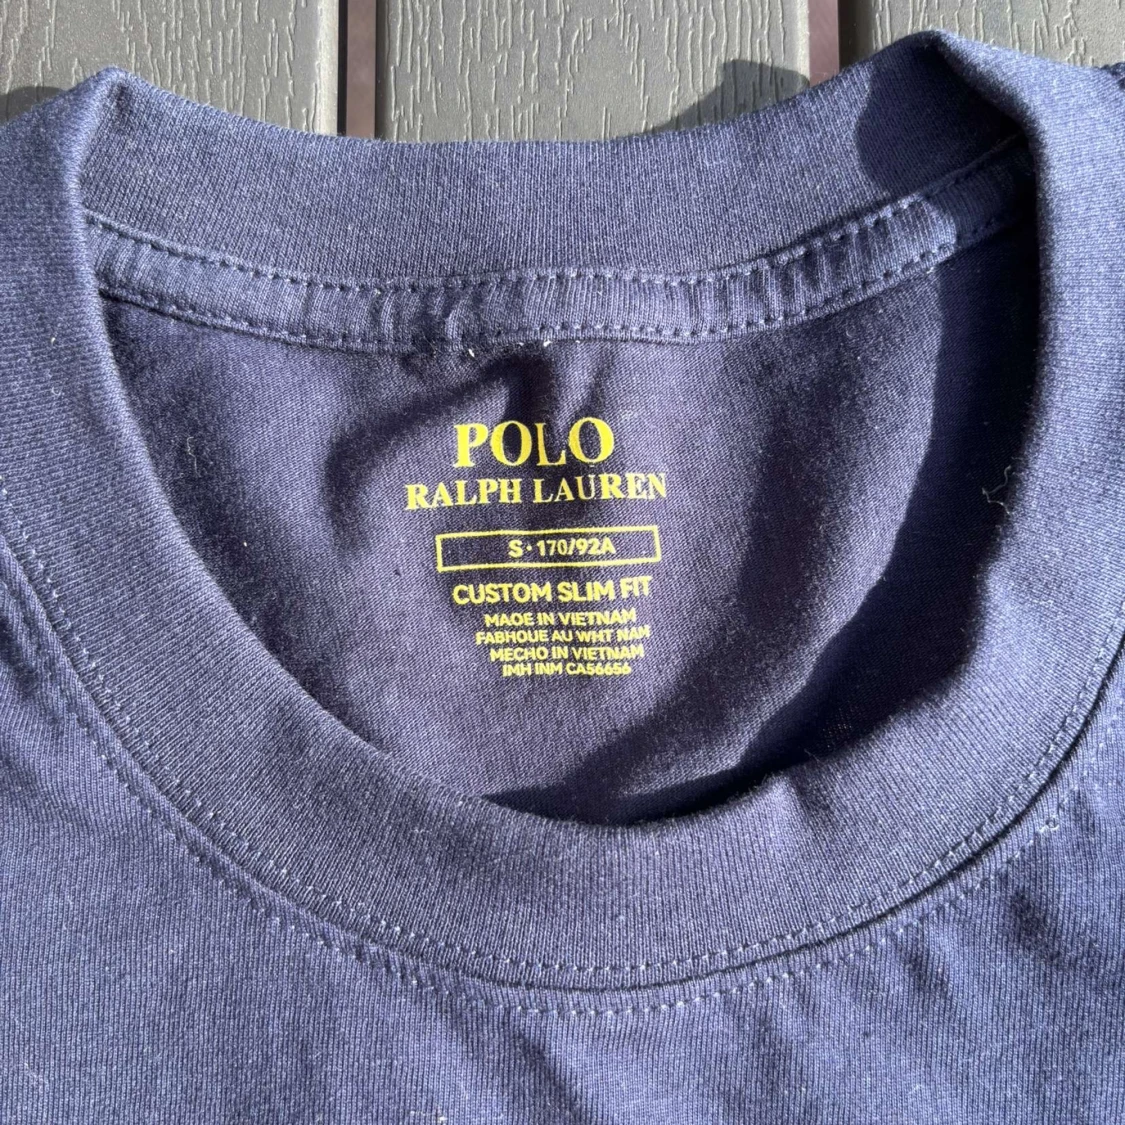 POLO
RALPH LAUREN
S·170/92A
CUSTOM SLIM FIT
MAOE IN VIETNAM
FABHOUE AU WHT NAM
MECHO IN VIETNAM
IMH INM CA56656